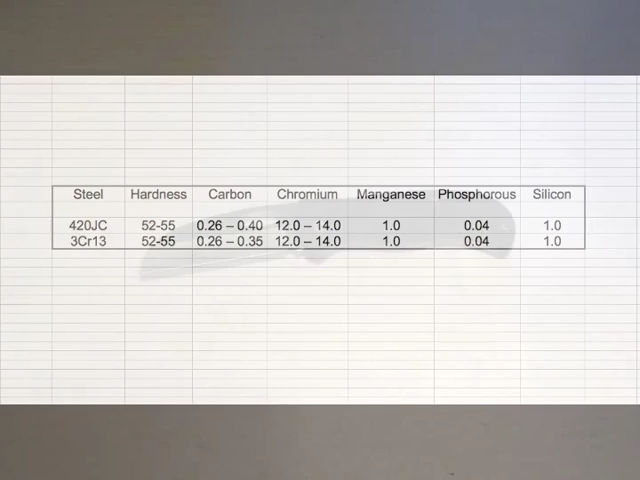 Steel Hardness Carbon Chromium Manganese Phosphorous Silicon
420JC 52-55 0.26 – 0.40 12.0 – 14.0 1.0 0.04 1.0
3Cr13 52-55 0.26 – 0.35 12.0 – 14.0 1.0 0.04 1.0